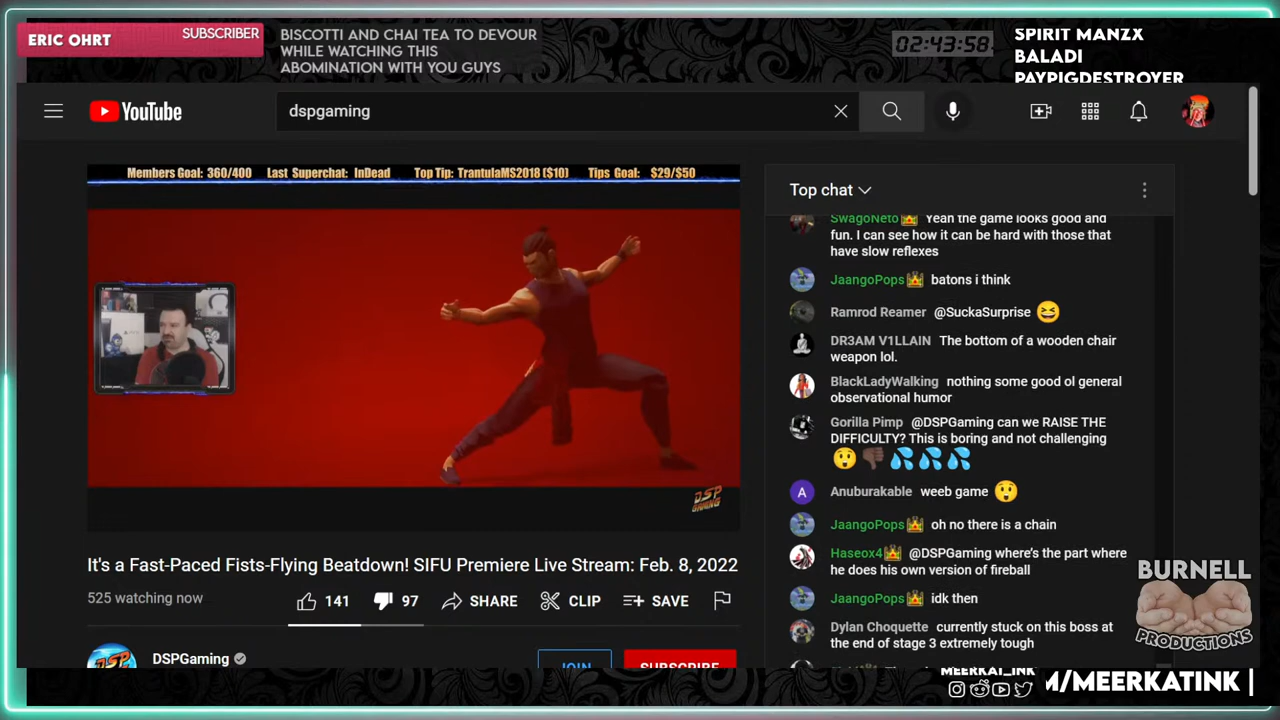 ERIC OHRT
SUBSCRIBER
BISCOTTI AND CHAI TEA TO DEVOUR
WHILE WATCHING THIS
ABOMINATION WITH YOU GUYS
02:43:58
SPIRIT MANZX
BALADI
PAYPIGDESTROYER
YouTube
dspgaming
Members Goal: 360/400 Last Superchat: InDead Top Tip: TrantulaMS2018 ($10) Tips Goal: $29/$50
DSP
GAMING
Top chat
SwagoNeto Yeah the game looks good and
fun. I can see how it can be hard with those that
have slow reflexes
JaangoPops batons i think
Ramrod Reamer @SuckaSurprise
DR3AM V1LLAIN The bottom of a wooden chair
weapon lol.
BlackLadyWalking nothing some good ol general
observational humor
Gorilla Pimp @DSPGaming can we RAISE THE
DIFFICULTY? This is boring and not challenging
A Anuburakable weeb game
JaangoPops oh no there is a chain
Haseox4 @DSPGaming where's the part where
he does his own version of fireball
JaangoPops idk then
Dylan Choquette currently stuck on this boss at
the end of stage 3 extremely tough
It's a Fast-Paced Fists-Flying Beatdown! SIFU Premiere Live Stream: Feb. 8, 2022
525 watching now
141 97 SHARE CLIP SAVE
DSP
DSPGaming
JOIN SUBSCRIBE
BURNELL
PRODUCTIONS
MEERKAT_INK
M/MEERKATINK |